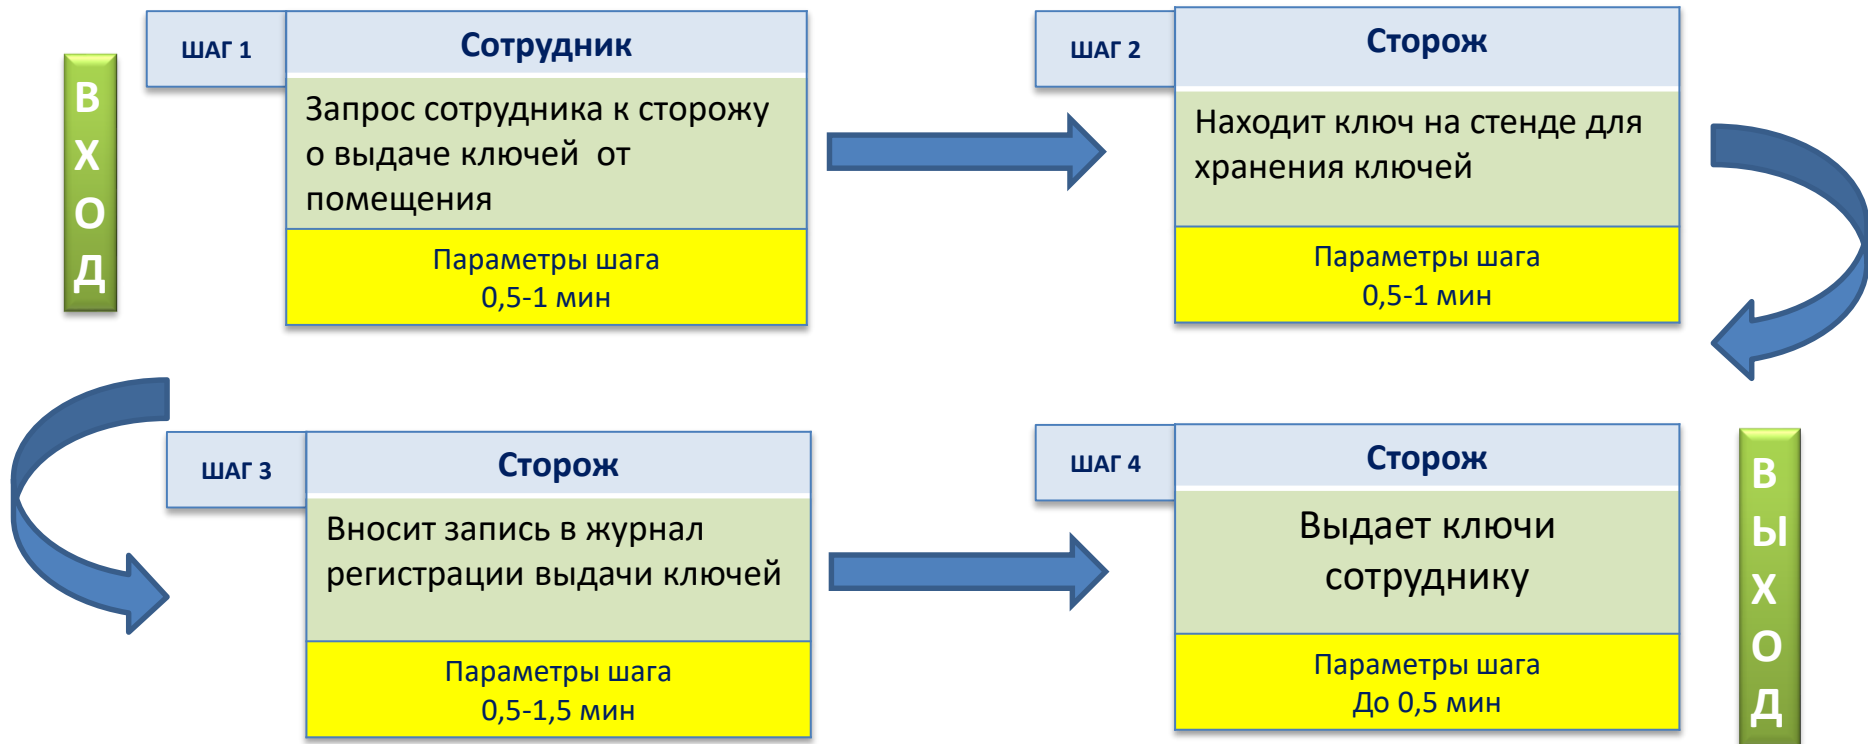 ВХОД
ШАГ 1
Сотрудник
Запрос сотрудника к сторожу
о выдаче ключей от
помещения
Параметры шага
0,5-1 мин
ШАГ 2
Сторож
Находит ключ на стенде для
хранения ключей
Параметры шага
0,5-1 мин
ШАГ 3
Сторож
Вносит запись в журнал
регистрации выдачи ключей
Параметры шага
0,5-1,5 мин
ШАГ 4
Сторож
Выдает ключи
сотруднику
Параметры шага
До 0,5 мин
ВЫХОД